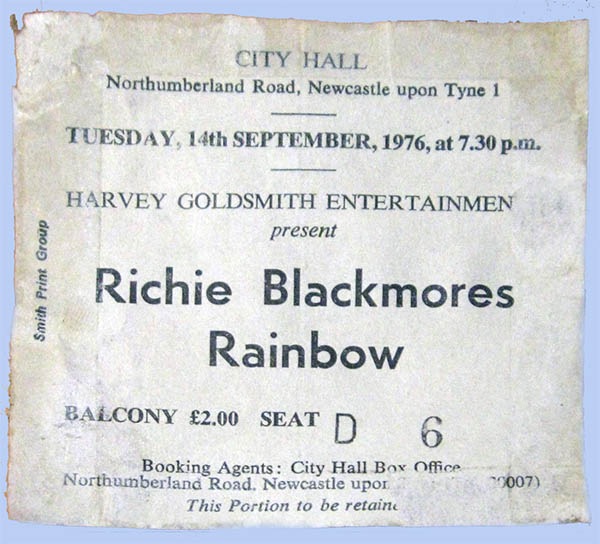 CITY HALL
Northumberland Road, Newcastle upon Tyne 1
TUESDAY, 14th SEPTEMBER, 1976, at 7.30 p.m.
HARVEY GOLDSMITH ENTERTAINMEN
present
Richie Blackmores
Rainbow
BALCONY £2.00 SEAT D 6
Booking Agents: City Hall Box Office
Northumberland Road, Newcastle upon 0007)
This Portion to be retaine
Smith Print Group